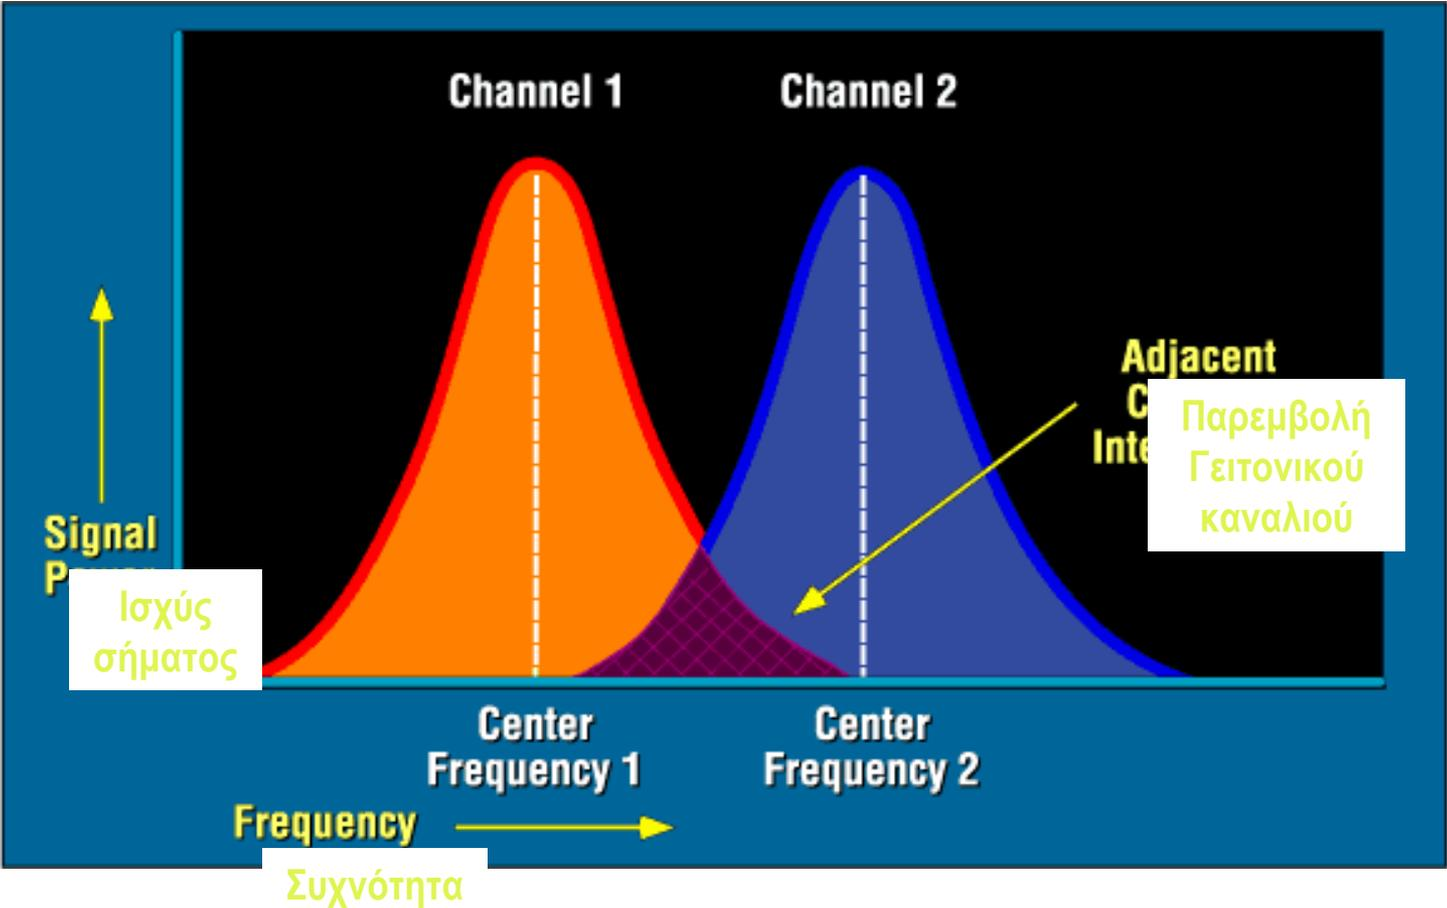 Channel 1
Channel 2
Adjacent
Παρεμβολή
Γειτονικού
καναλιού
Signal
Ισχύς
σήματος
Center
Frequency 1
Center
Frequency 2
Frequency
Συχνότητα